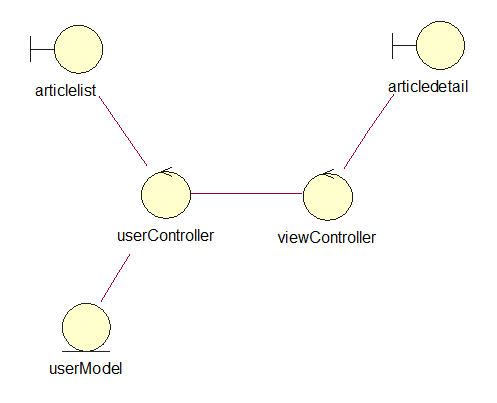 articlelist
articledetail
userController
viewController
userModel